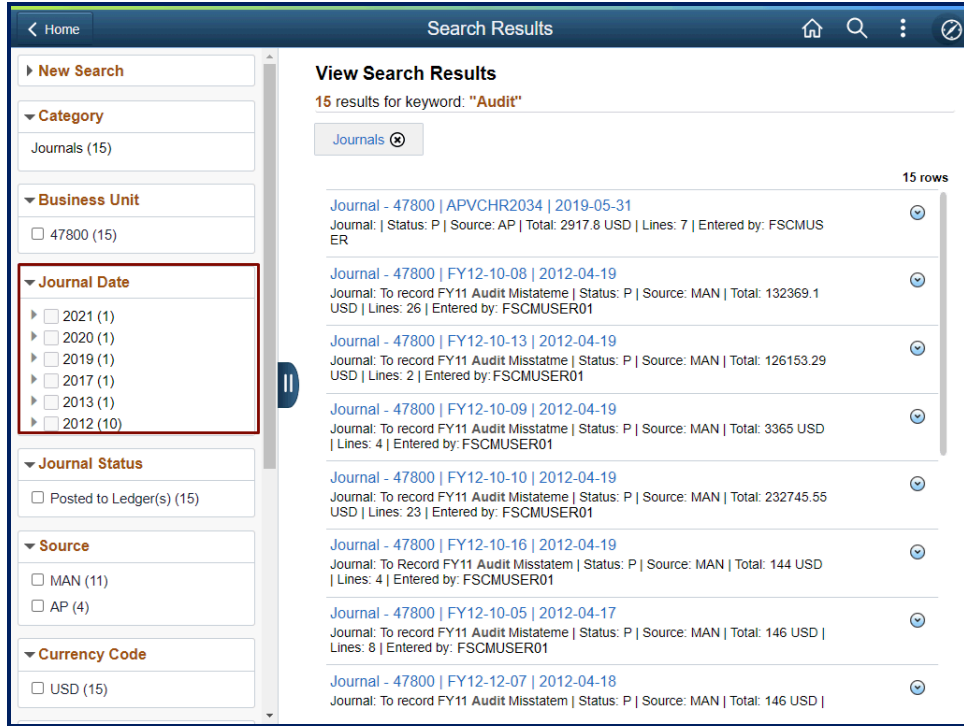 Home
Search Results
New Search
Category
Journals (15)
Business Unit
47800 (15)
Journal Date
2021 (1)
2020 (1)
2019 (1)
2017 (1)
2013 (1)
2012 (10)
Journal Status
Posted to Ledger(s) (15)
Source
MAN (11)
AP (4)
Currency Code
USD (15)
View Search Results
15 results for keyword: "Audit"
Journals
15 rows
Journal - 47800 | APVCHR2034 | 2019-05-31
Journal: | Status: P | Source: AP | Total: 2917.8 USD | Lines: 7 | Entered by: FSCMUS
ER
Journal - 47800 | FY12-10-08 | 2012-04-19
Journal: To record FY11 Audit Mistateme | Status: P | Source: MAN | Total: 132369.1
USD | Lines: 26 | Entered by: FSCMUSER01
Journal - 47800 | FY12-10-13 | 2012-04-19
Journal: To record FY11 Audit Misstatme | Status: P | Source: MAN | Total: 126153.29
USD | Lines: 2 | Entered by: FSCMUSER01
Journal - 47800 | FY12-10-09 | 2012-04-19
Journal: To record FY11 Audit Misstatme | Status: P | Source: MAN | Total: 3365 USD
| Lines: 4 | Entered by: FSCMUSER01
Journal - 47800 | FY12-10-10 | 2012-04-19
Journal: To record FY11 Audit Mistateme | Status: P | Source: MAN | Total: 232745.55
USD | Lines: 23 | Entered by: FSCMUSER01
Journal - 47800 | FY12-10-16 | 2012-04-19
Journal: To Record FY11 Audit Misstatem | Status: P | Source: MAN | Total: 144 USD
| Lines: 4 | Entered by: FSCMUSER01
Journal - 47800 | FY12-10-05 | 2012-04-17
Journal: To record FY11 Audit Mistateme | Status: P | Source: MAN | Total: 146 USD |
Lines: 8 | Entered by: FSCMUSER01
Journal - 47800 | FY12-12-07 | 2012-04-18
Journal: To record FY11 Audit Misstatem | Status: P | Source: MAN | Total: 146 USD |